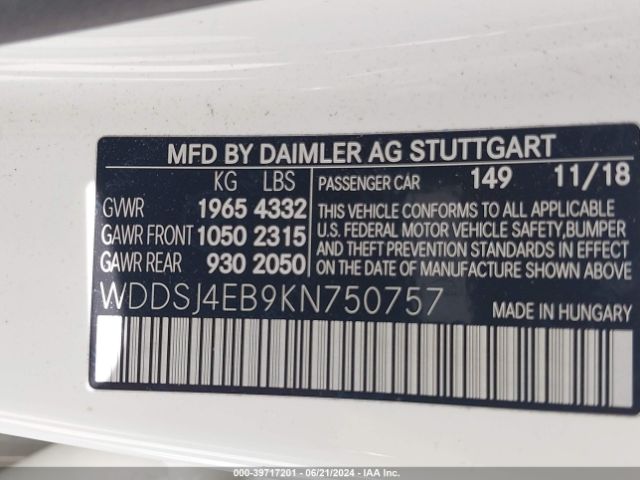 MFD BY DAIMLER AG STUTTGART
KG LBS
GVWR 1965 4332
GAWR FRONT 1050 2315
GAWR REAR 930 2050
PASSENGER CAR 149 11/18
THIS VEHICLE CONFORMS TO ALL APPLICABLE
U.S. FEDERAL MOTOR VEHICLE SAFETY,BUMPER
AND THEFT PREVENTION STANDARDS IN EFFECT
ON THE DATE OF MANUFACTURE SHOWN ABOVE
WDDSJ4EB9KN750757
MADE IN HUNGARY
000-39717201 - 06/21/2024 - IAA, Inc.